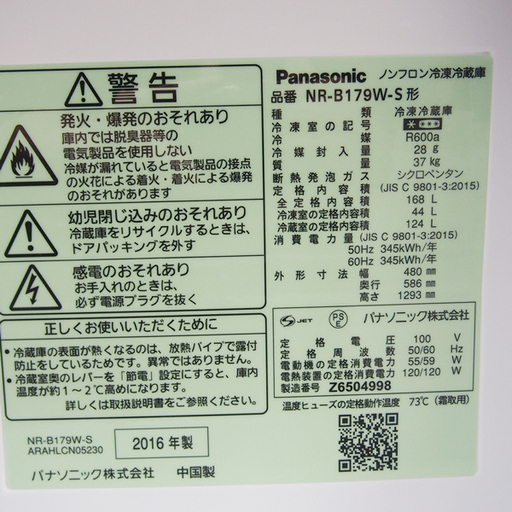 警告
発火・爆発のおそれあり
庫内では脱臭器等の
電気製品を使用しない
冷媒が漏れていると電気製品の接点
の火花による着火・着火による爆発
のおそれがあります
幼児閉じ込みのおそれあり
冷蔵庫をリサイクルするときは、
ドアパッキングを外す
感電のおそれあり
お手入れのときは、
必ず電源プラグを抜く
正しくお使いいただくために
・冷蔵庫の表面が熱くなるのは、放熱パイプで露付
防止をしているためです。異常ではありません。
・冷蔵室奥のレバーを「節電」設定にすると、庫内
温度が約1~2℃高めになります。
詳しくは取扱説明書をご参照ください。
NR-B179W-S
ARAHLCN05230
2016年製
パナソニック株式会社 中国製
Panasonic ノンフロン冷凍冷蔵庫
品番 NR-B179W-S形
種類 冷凍冷蔵庫
冷凍室の記号 ****
冷媒 R600a
冷媒封入量 28g
質量 37kg
断熱発泡ガス シクロペンタン
定格内容積 (JIS C 9801-3:2015)
全定格内容積 168L
冷凍室の定格内容積 44L
冷蔵室の定格内容積 124L
消費電力量 (JIS C 9801-3:2015)
50Hz 345kWh/年
60Hz 345kWh/年
外形寸法 幅 480mm
奥行 586mm
高さ 1293mm
S-JET PSE パナソニック株式会社
定格電圧 100 V
定格周波数 50/60 Hz
電動機の定格消費電力 55/59 W
電熱装置の定格消費電力 120/120 W
製造番号 Z6504998
温度ヒューズの定格動作温度 73℃(霜取用)